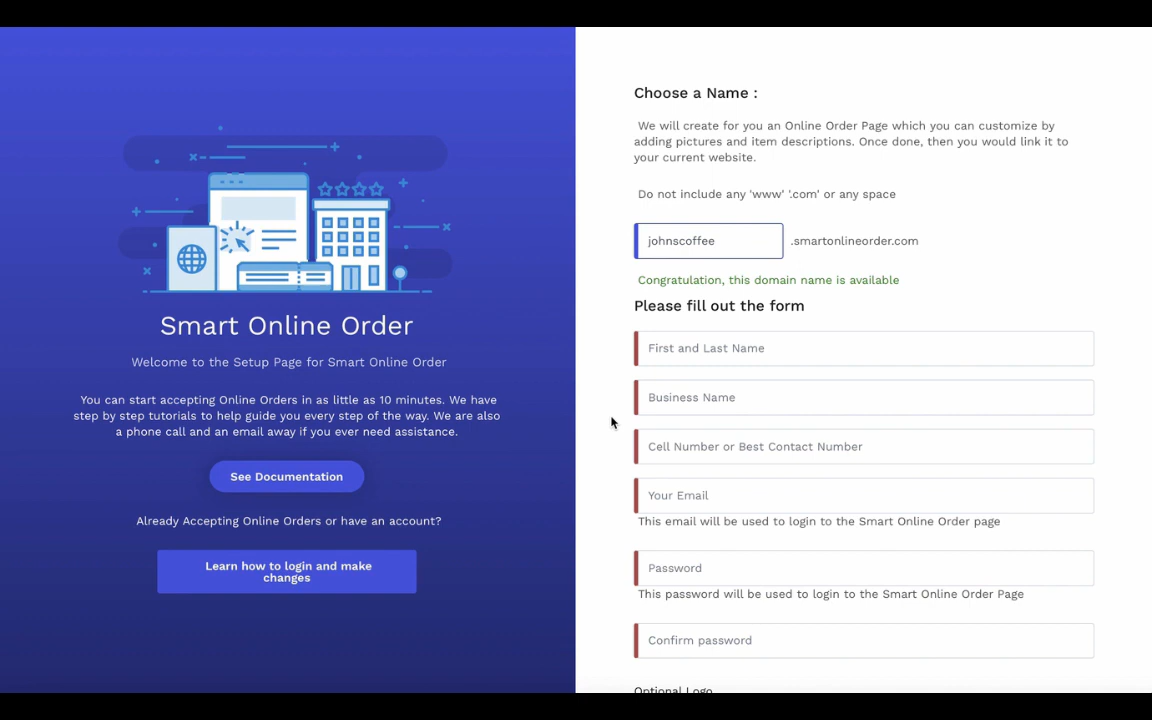 Smart Online Order
Welcome to the Setup Page for Smart Online Order
You can start accepting Online Orders in as little as 10 minutes. We have
step by step tutorials to help guide you every step of the way. We are also
a phone call and an email away if you ever need assistance.
See Documentation
Already Accepting Online Orders or have an account?
Learn how to login and make
changes
Choose a Name :
We will create for you an Online Order Page which you can customize by
adding pictures and item descriptions. Once done, then you would link it to
your current website.
Do not include any 'www' '.com' or any space
johnscoffee .smartonlineorder.com
Congratulation, this domain name is available
Please fill out the form
First and Last Name
Business Name
Cell Number or Best Contact Number
Your Email
This email will be used to login to the Smart Online Order page
Password
This password will be used to login to the Smart Online Order Page
Confirm password
Optional Logo